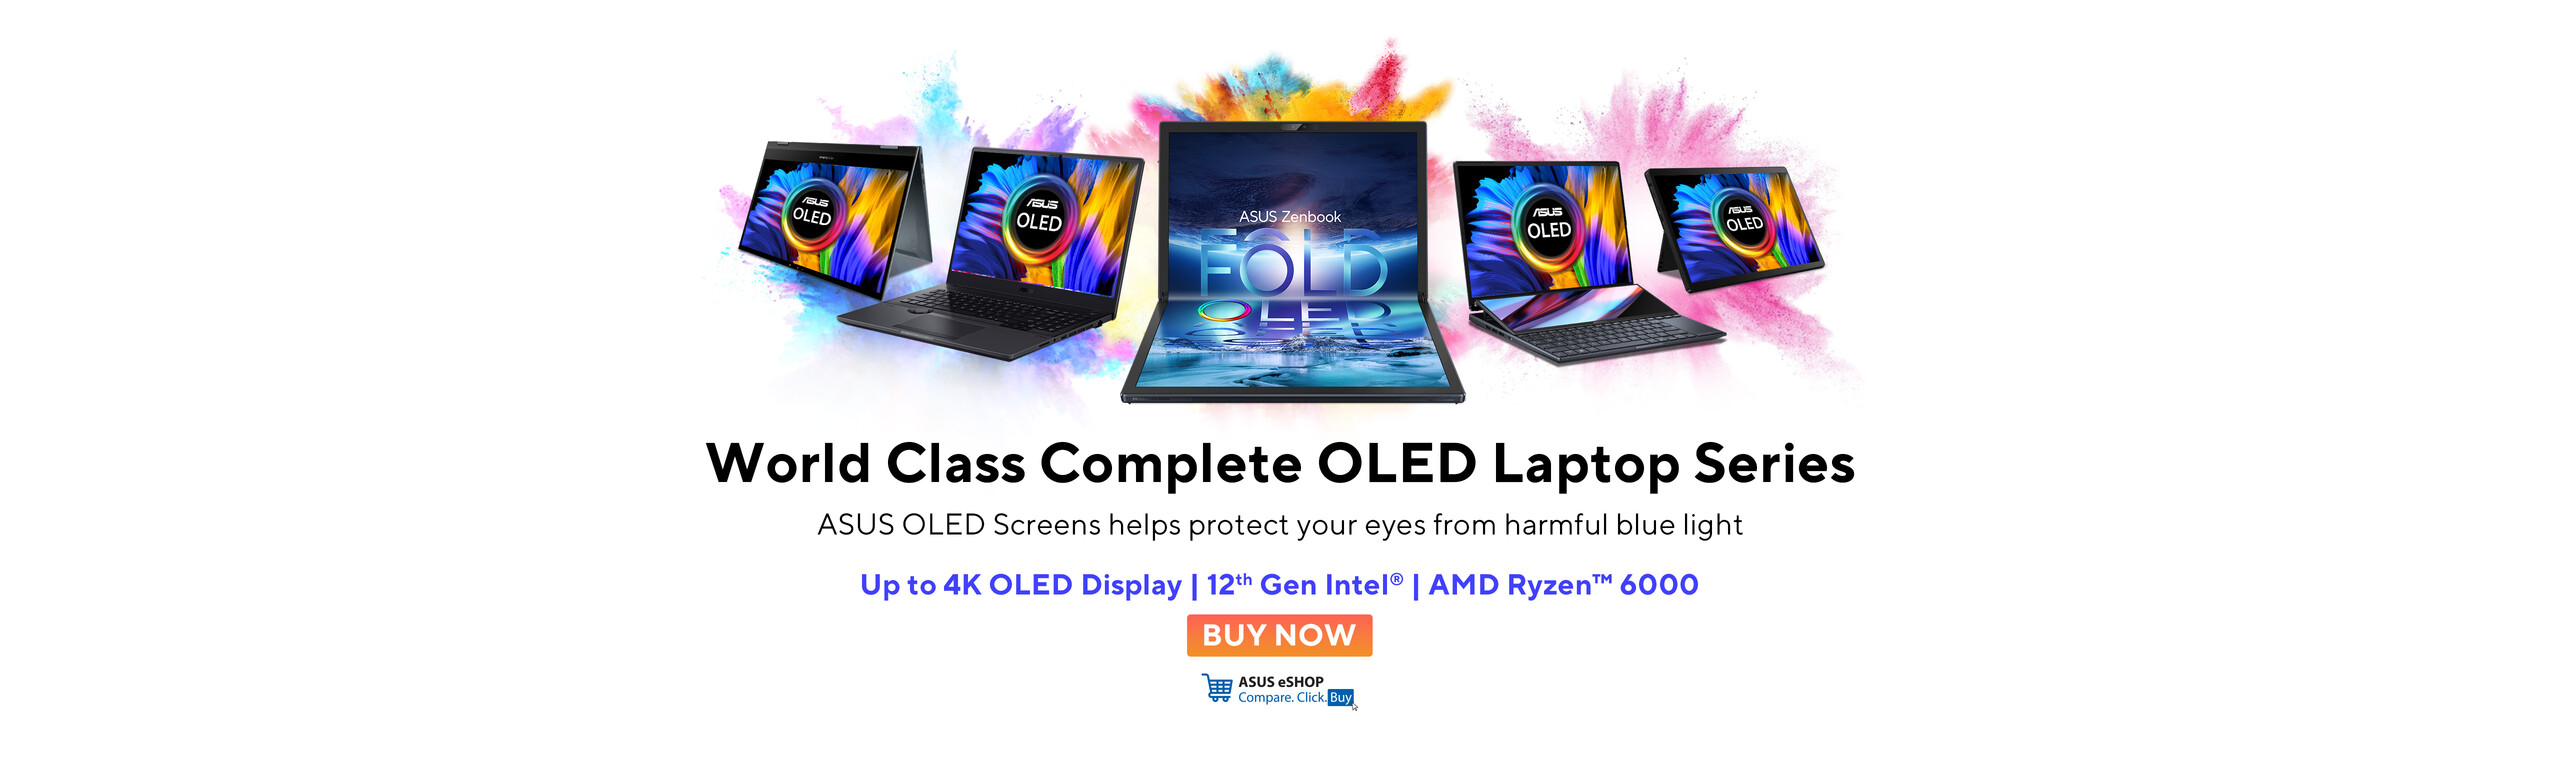 ASUS
OLED
ASUS
OLED
ASUS Zenbook
FOLD
OLED
ASUS
OLED
ASUS
OLED
World Class Complete OLED Laptop Series
ASUS OLED Screens helps protect your eyes from harmful blue light
Up to 4K OLED Display | 12th Gen Intel® | AMD Ryzen™ 6000
BUY NOW
ASUS eSHOP
Compare. Click. Buy